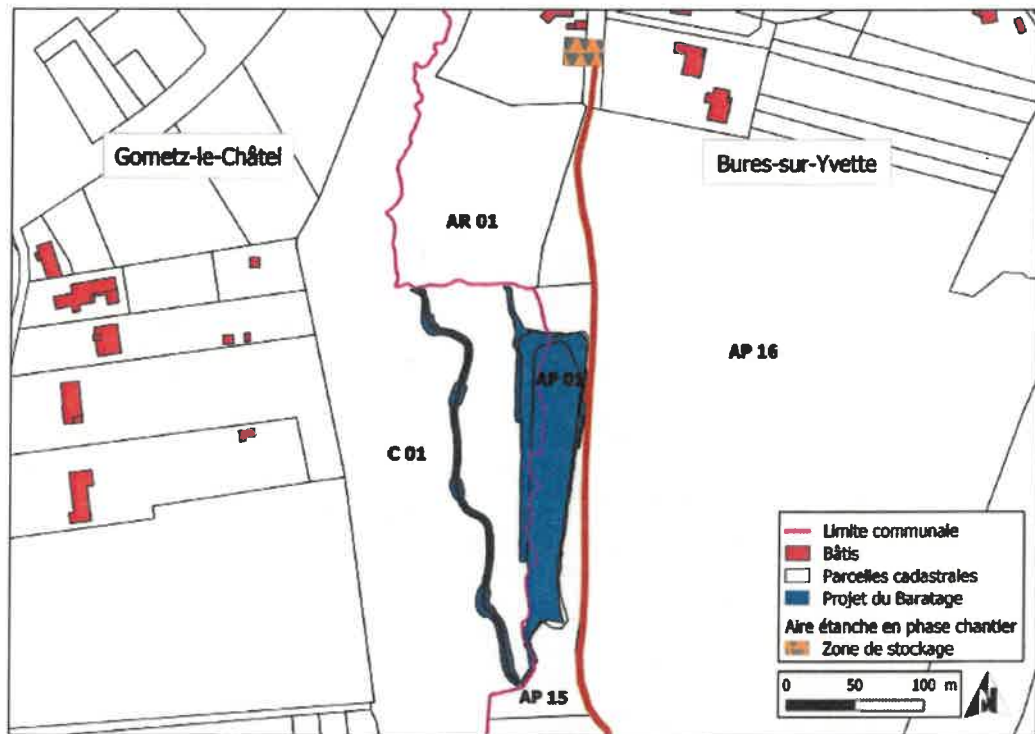 Gometz-le-Châtel
Bures-sur-Yvette
AR 01
AP 16
AP 01
C 01
AP 15
Limite communale
Bâtis
Parcelles cadastrales
Projet du Baratage
Aire étanche en phase chantier
Zone de stockage
0 50 100 m
N